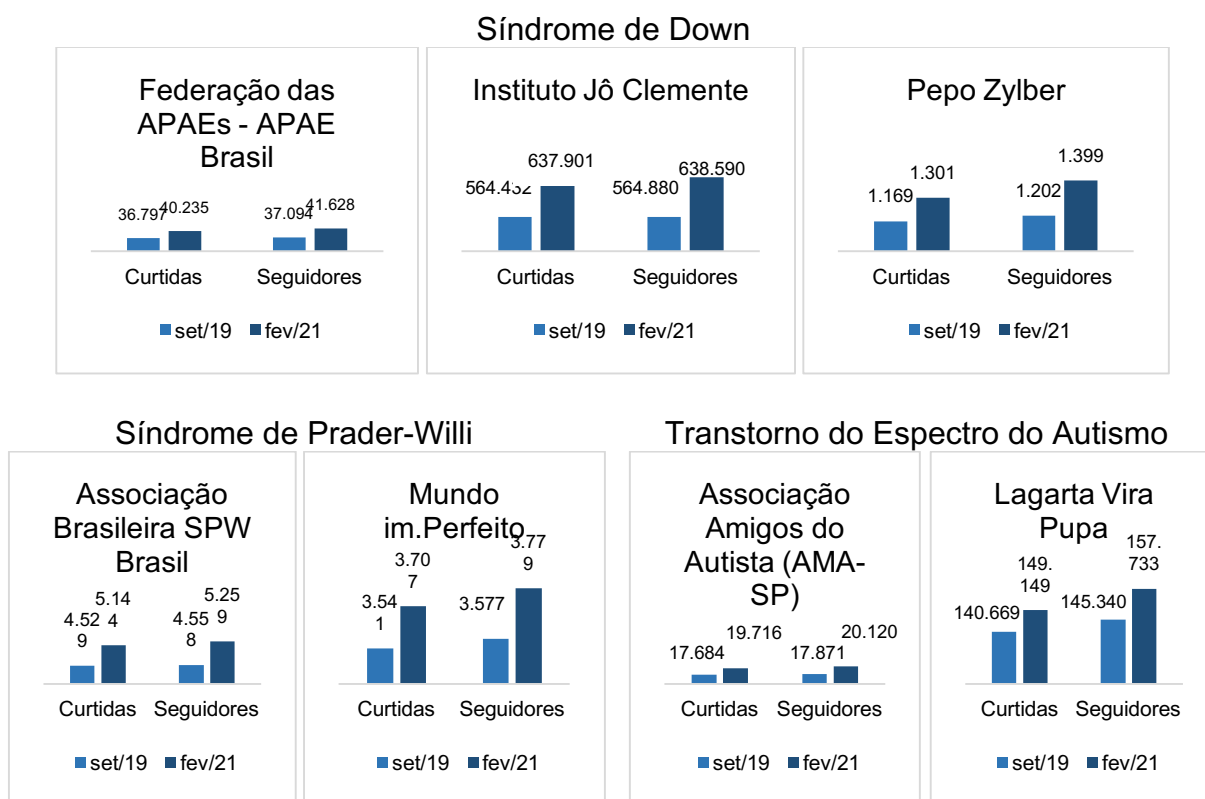 Síndrome de Down
Federação das
APAEs - APAE
Brasil
36.797
40.235
37.094
41.628
Curtidas
Seguidores
set/19
fev/21
Instituto Jô Clemente
637.901
564.880
638.590
Curtidas
Seguidores
set/19
fev/21
Pepo Zylber
1.169
1.301
1.202
1.399
Curtidas
Seguidores
set/19
fev/21
Síndrome de Prader-Willi
Associação
Brasileira SPW
Brasil
4.52
9
5.14
4
4.55
8
5.25
9
Curtidas
Seguidores
set/19
fev/21
Mundo
im.Perfeito
3.54
1
3.70
7
3.577
3.77
9
Curtidas
Seguidores
set/19
fev/21
Transtorno do Espectro do Autismo
Associação
Amigos do
Autista (AMA-
SP)
17.684
19.716
17.871
20.120
Curtidas
Seguidores
set/19
fev/21
Lagarta Vira
Pupa
140.669
149.
149
145.340
157.
733
Curtidas
Seguidores
set/19
fev/21